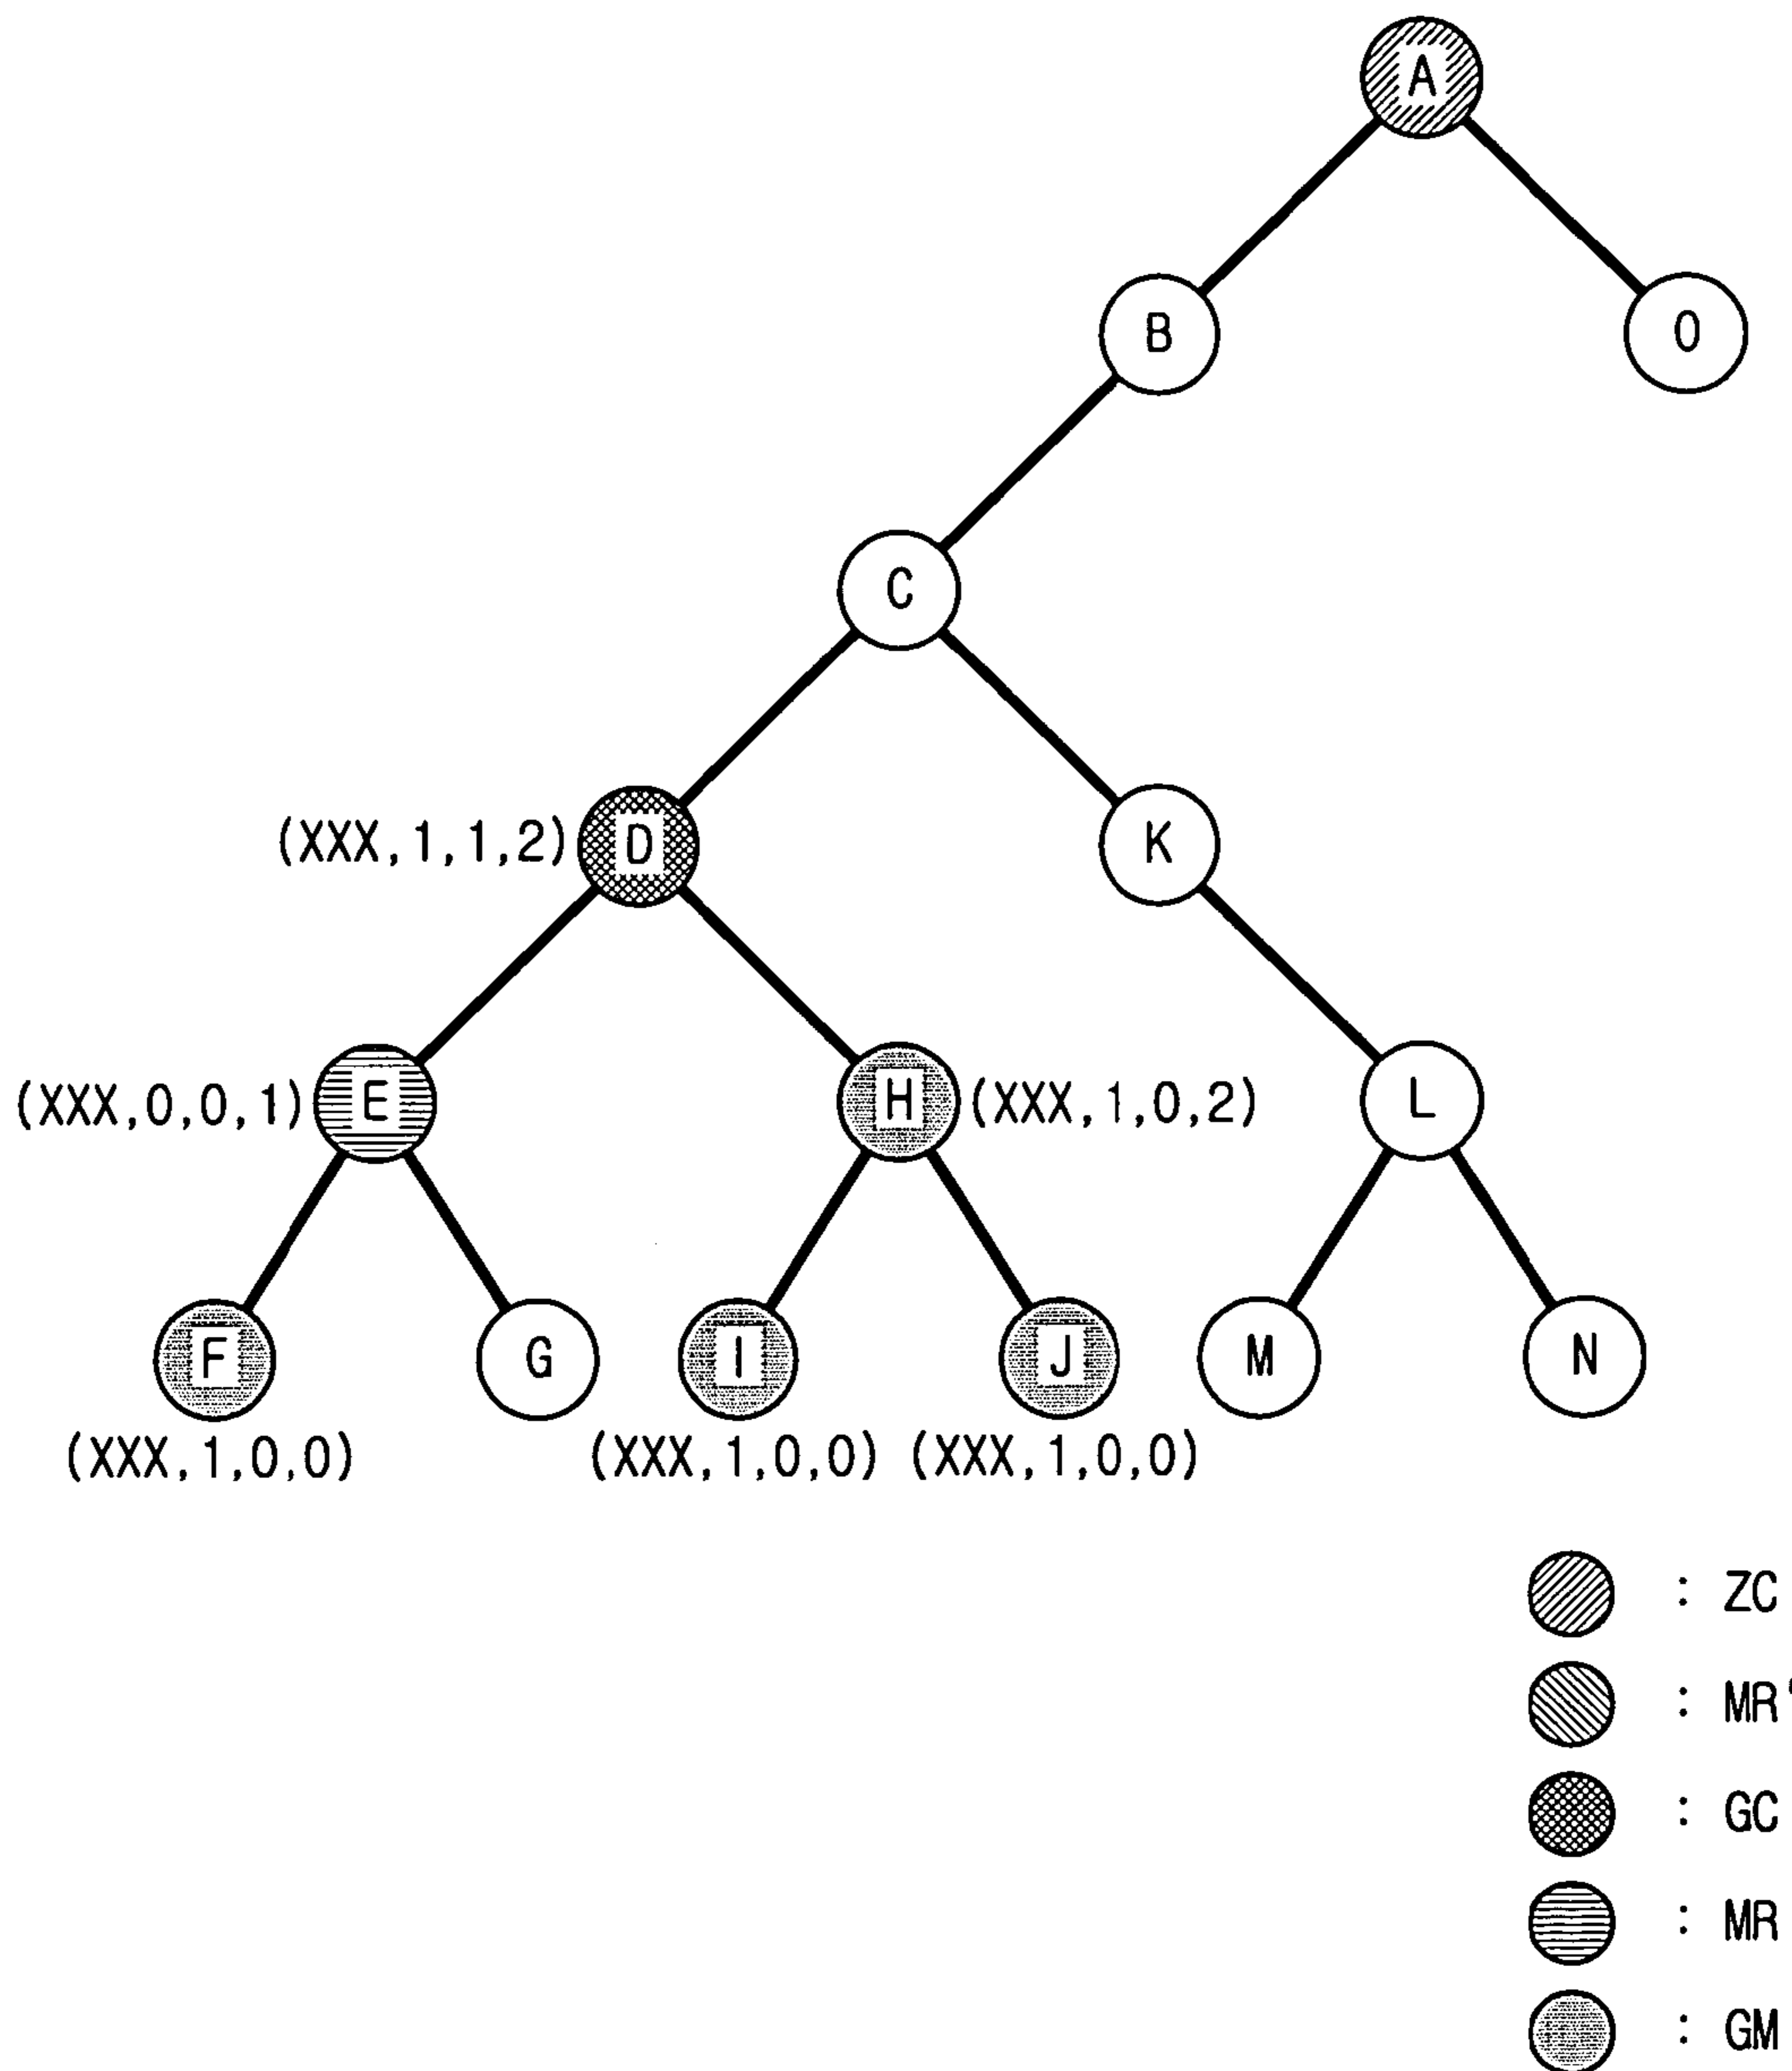 A
B
O
C
(XXX,1,1,2) D
K
(XXX,0,0,1) E
H (XXX,1,0,2)
L
F
G
I
J
M
N
(XXX,1,0,0)
(XXX,1,0,0)
(XXX,1,0,0)
: ZC
: MR'
: GC
: MR
: GM